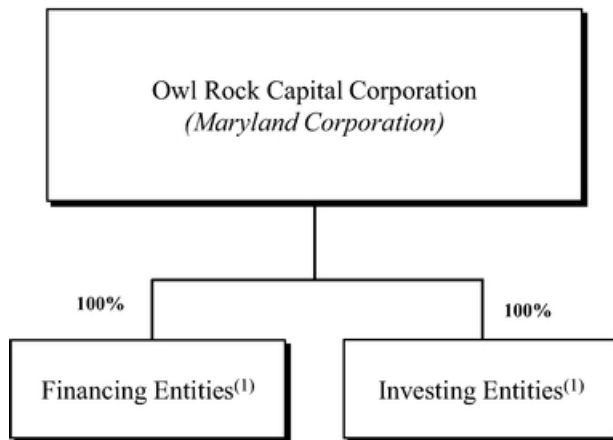 Owl Rock Capital Corporation
(Maryland Corporation)
100%
100%
Financing Entities(1)
Investing Entities(1)